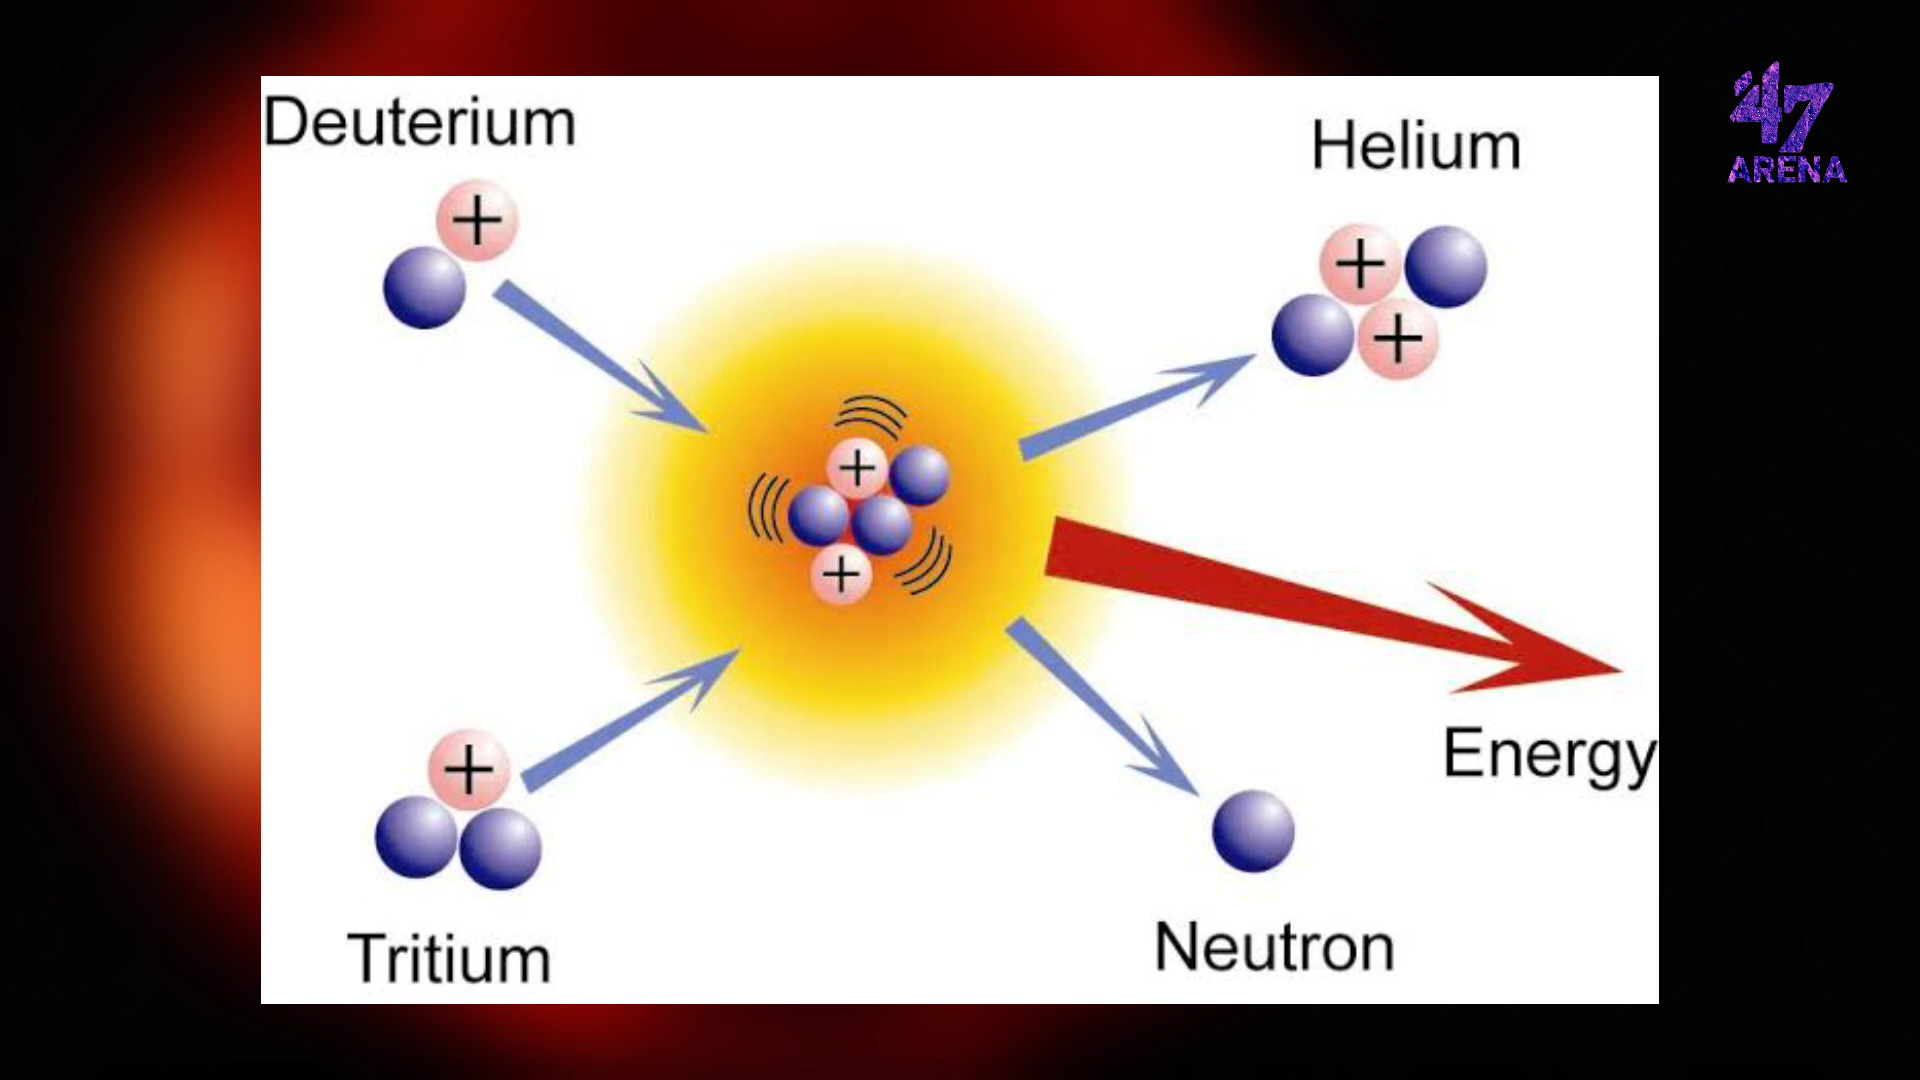 Deuterium
Helium
+
+
+
+
+
+
Energy
Tritium
Neutron
47
ARENA